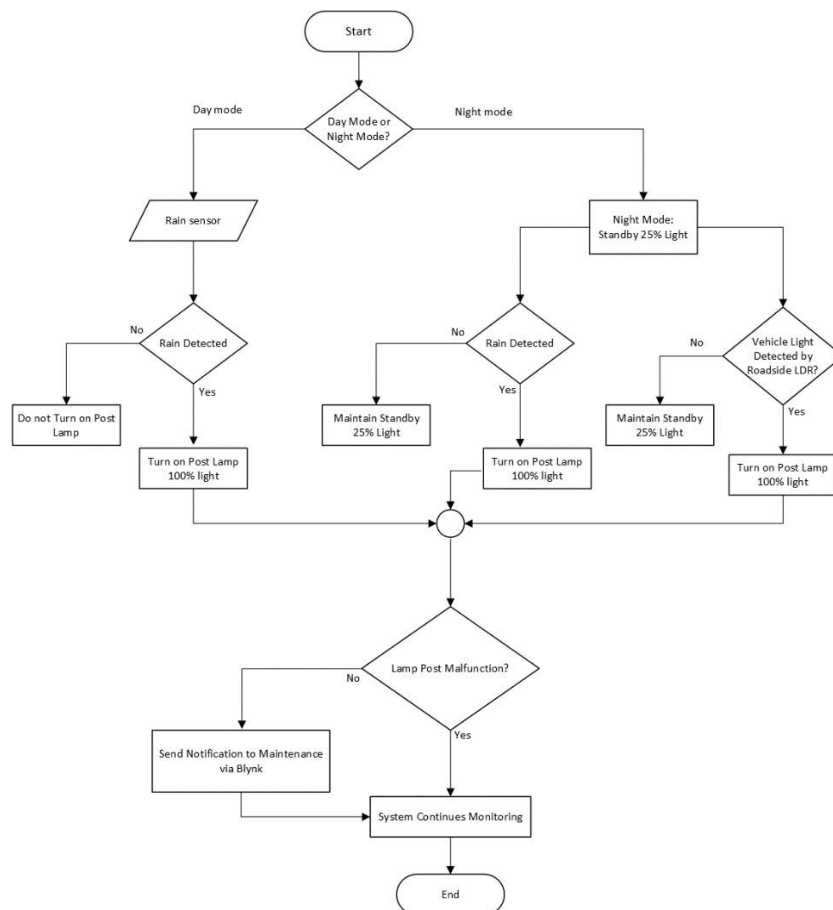 Start
Day mode
Day Mode or
Night Mode?
Night mode
Rain sensor
Night Mode:
Standby 25% Light
No
Rain Detected
Yes
Do not Turn on Post
Lamp
Turn on Post Lamp
100% light
No
Rain Detected
Yes
Maintain Standby
25% Light
Turn on Post Lamp
100% light
No
Vehicle Light
Detected by
Roadside LDR?
Yes
Maintain Standby
25% Light
Turn on Post Lamp
100% light
Lamp Post Malfunction?
No
Yes
Send Notification to Maintenance
via Blynk
System Continues Monitoring
End